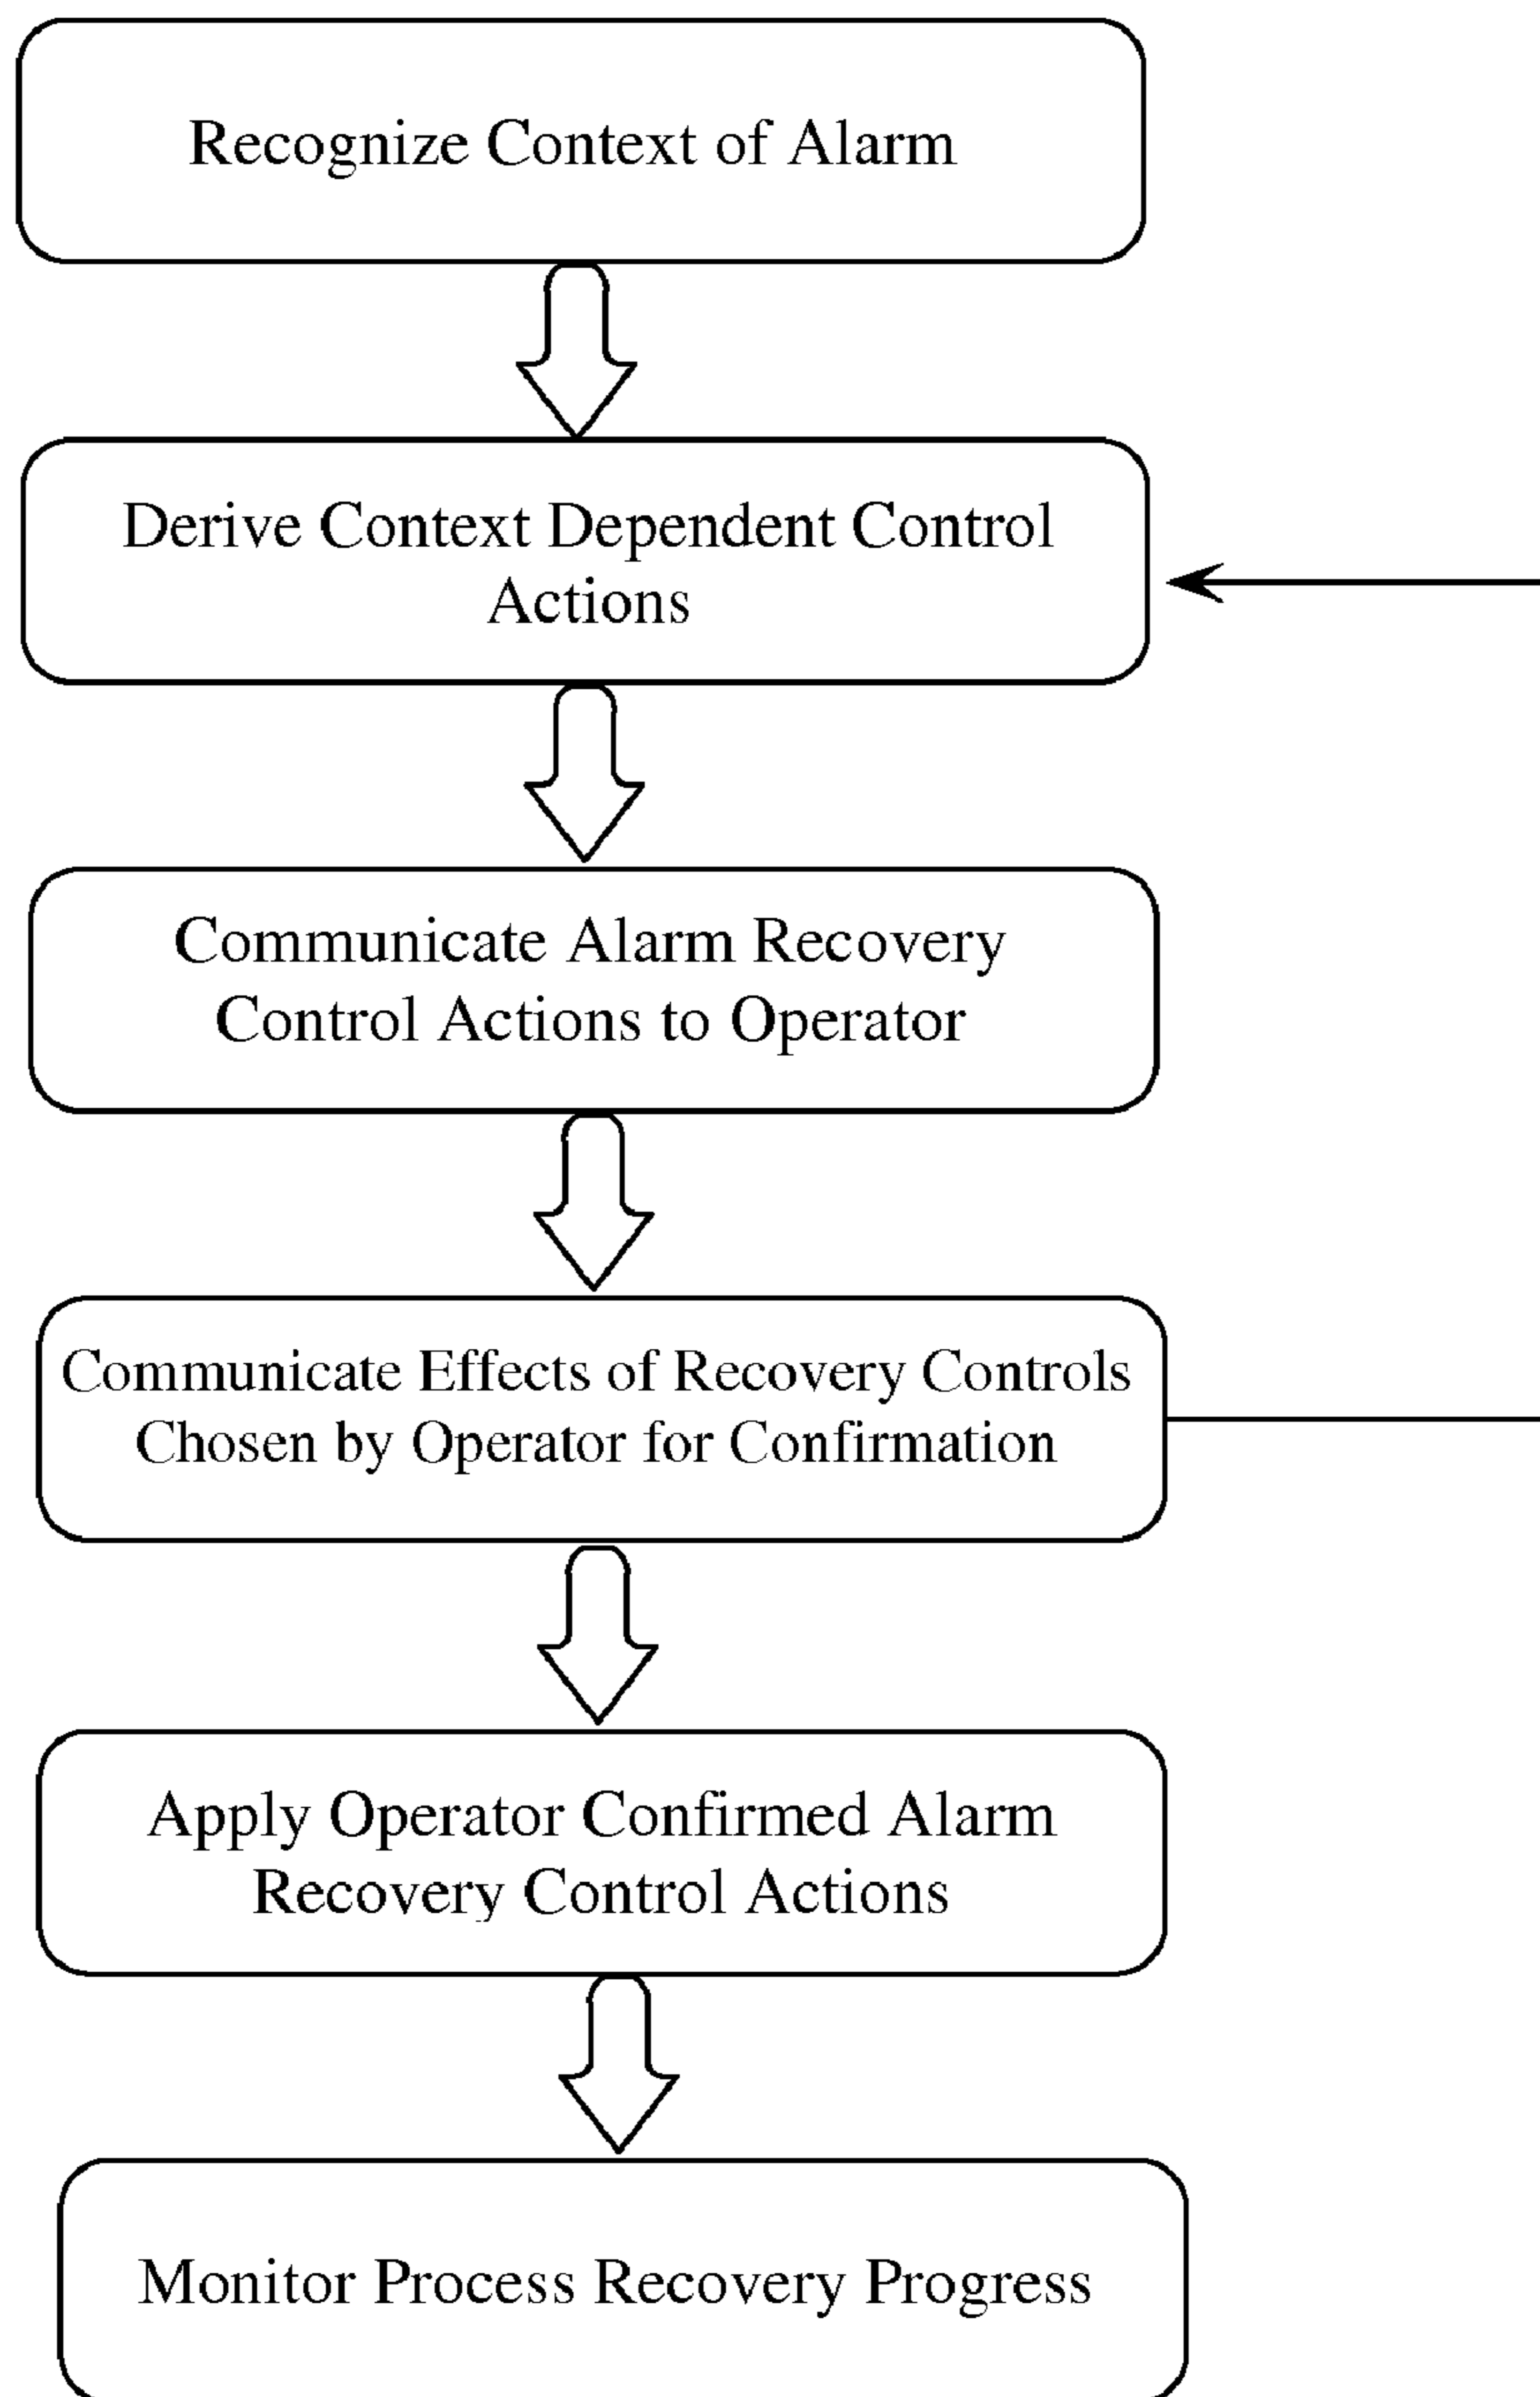 Recognize Context of Alarm
Derive Context Dependent Control
Actions
Communicate Alarm Recovery
Control Actions to Operator
Communicate Effects of Recovery Controls
Chosen by Operator for Confirmation
Apply Operator Confirmed Alarm
Recovery Control Actions
Monitor Process Recovery Progress